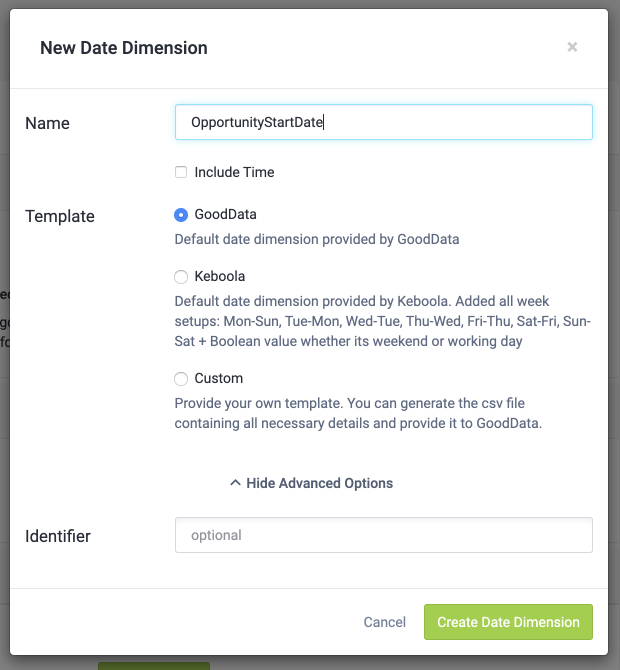 New Date Dimension
×
Name
OpportunityStartDate
Include Time
Template
GoodData
Default date dimension provided by GoodData
Keboola
Default date dimension provided by Keboola. Added all week
setups: Mon-Sun, Tue-Mon, Wed-Tue, Thu-Wed, Fri-Thu, Sat-Fri, Sun-
Sat + Boolean value whether its weekend or working day
Custom
Provide your own template. You can generate the csv file
containing all necessary details and provide it to GoodData.
Hide Advanced Options
Identifier
optional
Cancel
Create Date Dimension